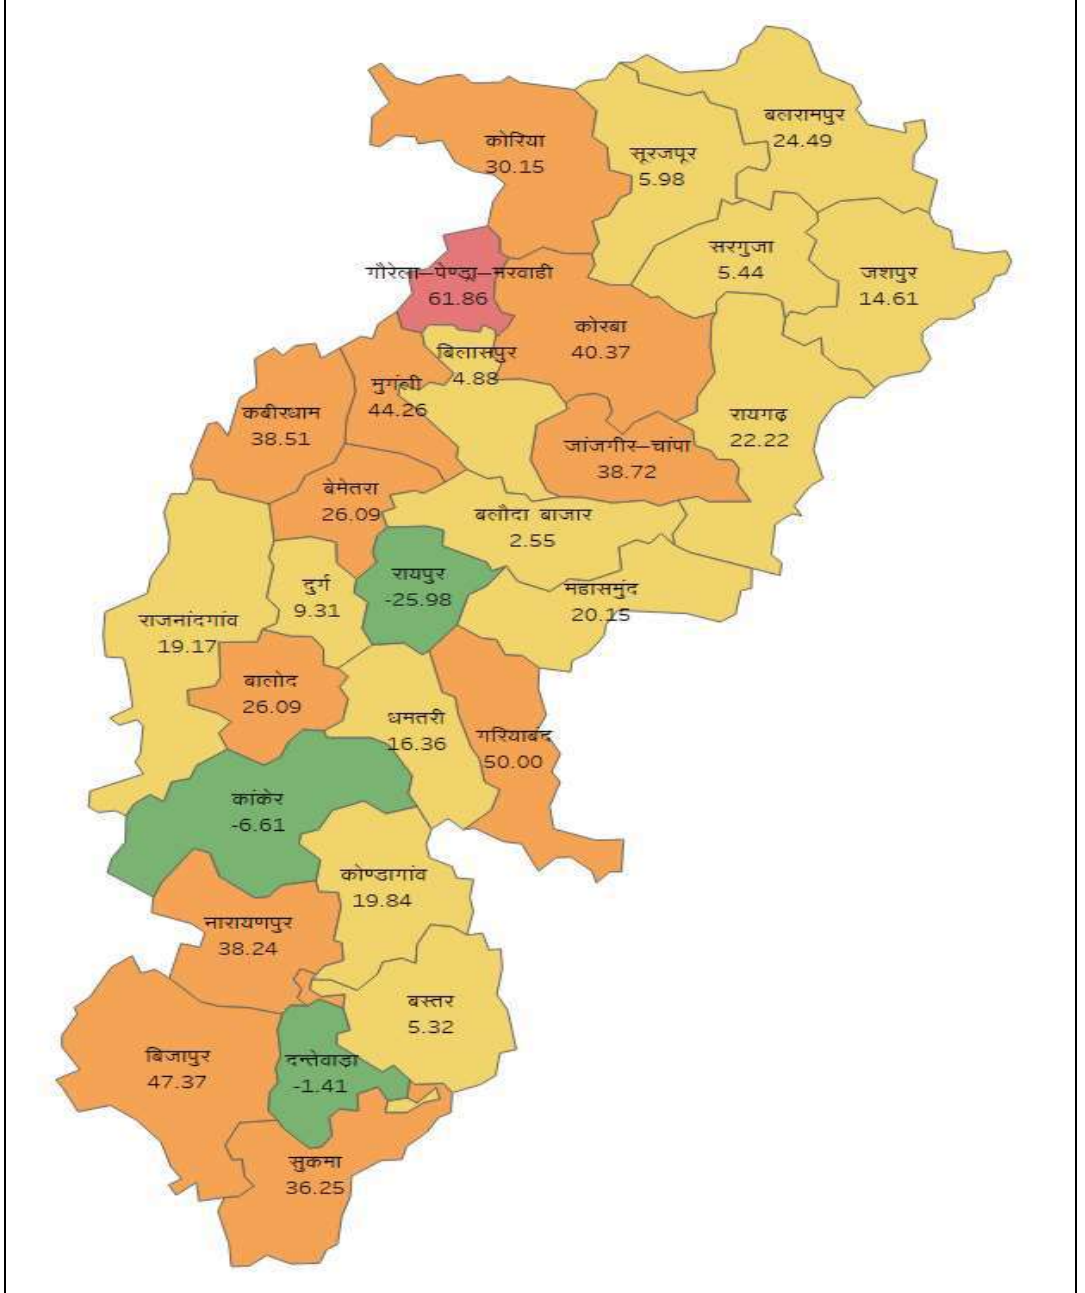 बलरामपुर
24.49
कोरिया
30.15
सूरजपूर
5.98
सरगुजा
5.44
जशपुर
14.61
गौरेला–पेण्ड्रा–मरवाही
61.86
कोरबा
40.37
बिलासपुर
4.88
मुगंली
44.26
कबीरधाम
38.51
रायगढ़
22.22
जांजगीर–चांपा
38.72
बेमेतरा
26.09
बलौदा बाजार
2.55
रायपुर
-25.98
दुर्ग
9.31
महासमुंद
20.15
राजनांदगांव
19.17
बालोद
26.09
धमतरी
16.36
गरियाबंद
50.00
कांकेर
-6.61
कोण्डागांव
19.84
नारायणपुर
38.24
बस्तर
5.32
बिजापुर
47.37
दन्तेवाड़ा
-1.41
सुकमा
36.25